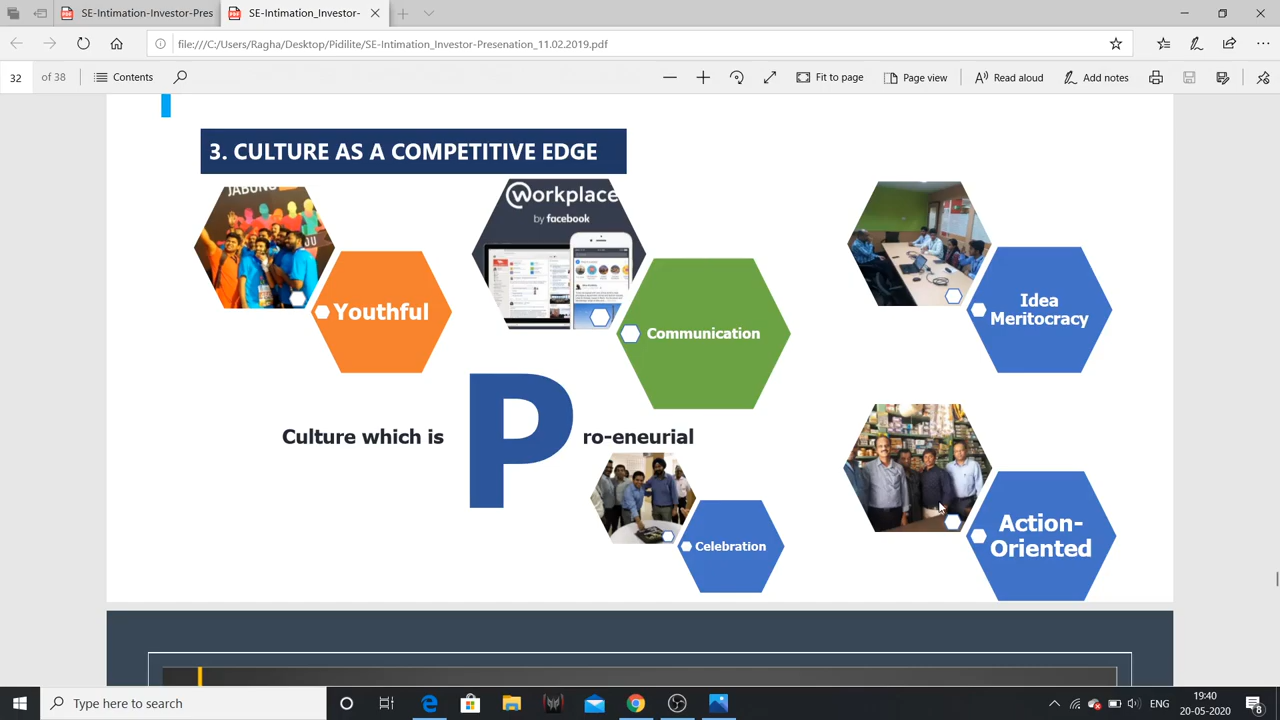 SE-Intimation-Investor-Pres
SE-Intimation_Investor-
file:///C:/Users/Ragha/Desktop/Pidilite/SE-Intimation_Investor-Presenation_11.02.2019.pdf
32 of 38
Contents
Fit to page
Page view
Read aloud
Add notes
3. CULTURE AS A COMPETITIVE EDGE
JABONG
Workplace
by facebook
Youthful
Communication
Idea
Meritocracy
Culture which is P ro-eneurial
Celebration
Action-
Oriented
Type here to search
ENG
19:40
20-05-2020
8